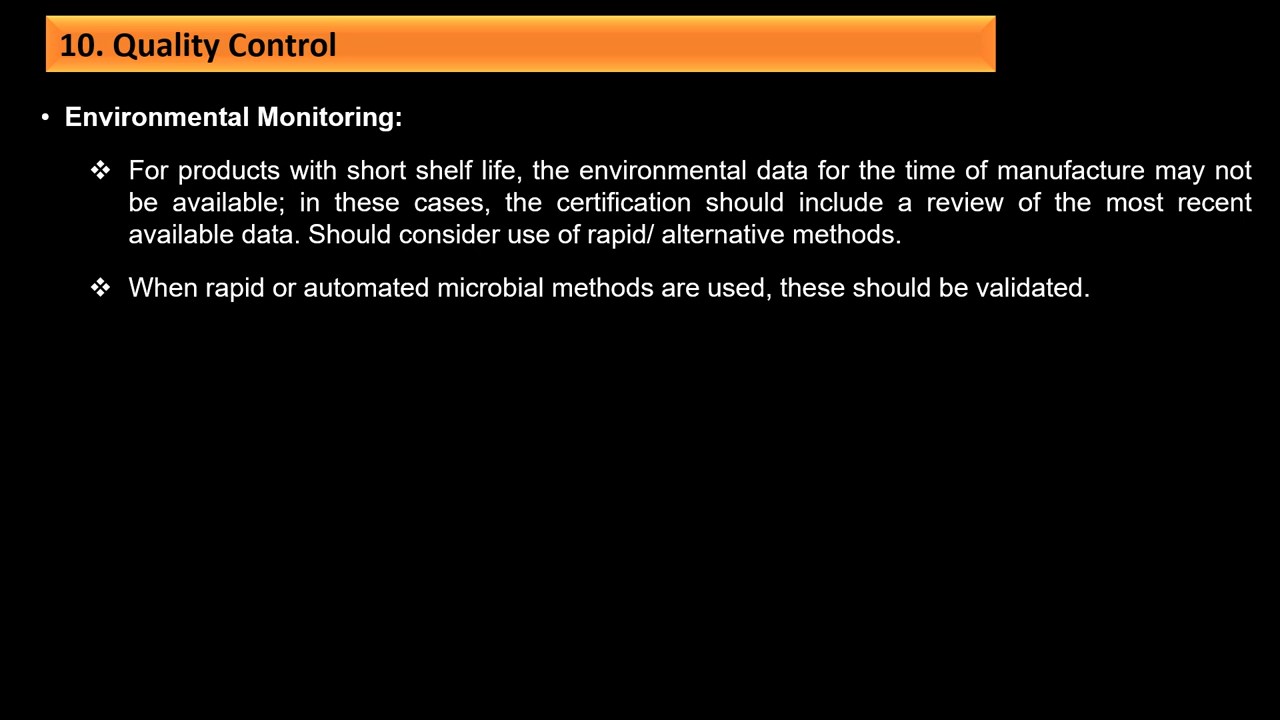 10. Quality Control
• Environmental Monitoring:
❖ For products with short shelf life, the environmental data for the time of manufacture may not
be available; in these cases, the certification should include a review of the most recent
available data. Should consider use of rapid/ alternative methods.
❖ When rapid or automated microbial methods are used, these should be validated.